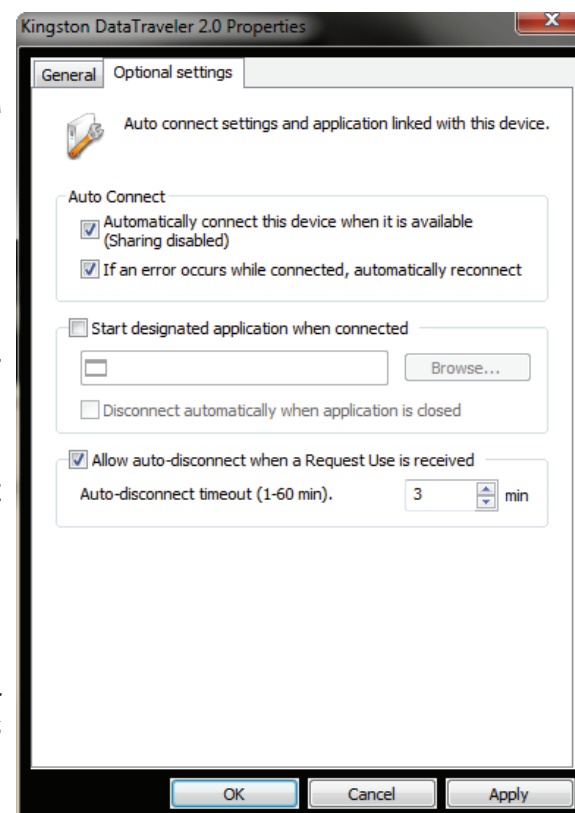 Kingston DataTraveler 2.0 Properties
General
Optional settings
Auto connect settings and application linked with this device.
Auto Connect
Automatically connect this device when it is available
(Sharing disabled)
If an error occurs while connected, automatically reconnect
Start designated application when connected
Browse...
Disconnect automatically when application is closed
Allow auto-disconnect when a Request Use is received
Auto-disconnect timeout (1-60 min).
3
min
OK
Cancel
Apply